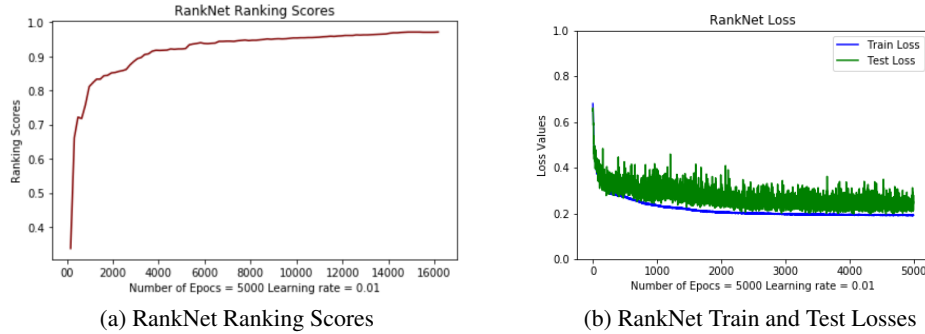 RankNet Ranking Scores
1.0
0.9
0.8
0.7
0.6
0.5
0.4
Ranking Scores
00 2000 4000 6000 8000 10000 12000 14000 16000
Number of Epocs = 5000 Learning rate = 0.01
(a) RankNet Ranking Scores
RankNet Loss
Train Loss
Test Loss
1.0
0.8
0.6
0.4
0.2
0.0
Loss Values
0 1000 2000 3000 4000 5000
Number of Epocs = 5000 Learning rate = 0.01
(b) RankNet Train and Test Losses